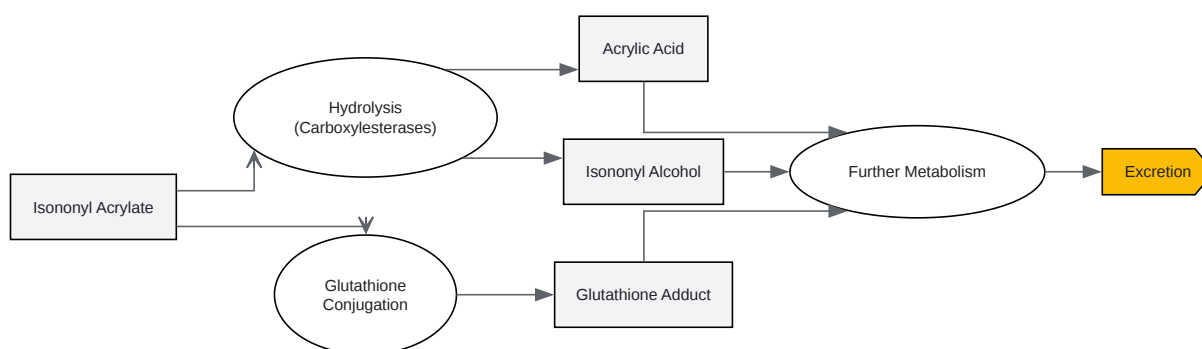 Acrylic Acid
Hydrolysis
(Carboxylesterases)
Isononyl Alcohol
Further Metabolism
Excretion
Isononyl Acrylate
Glutathione
Conjugation
Glutathione Adduct